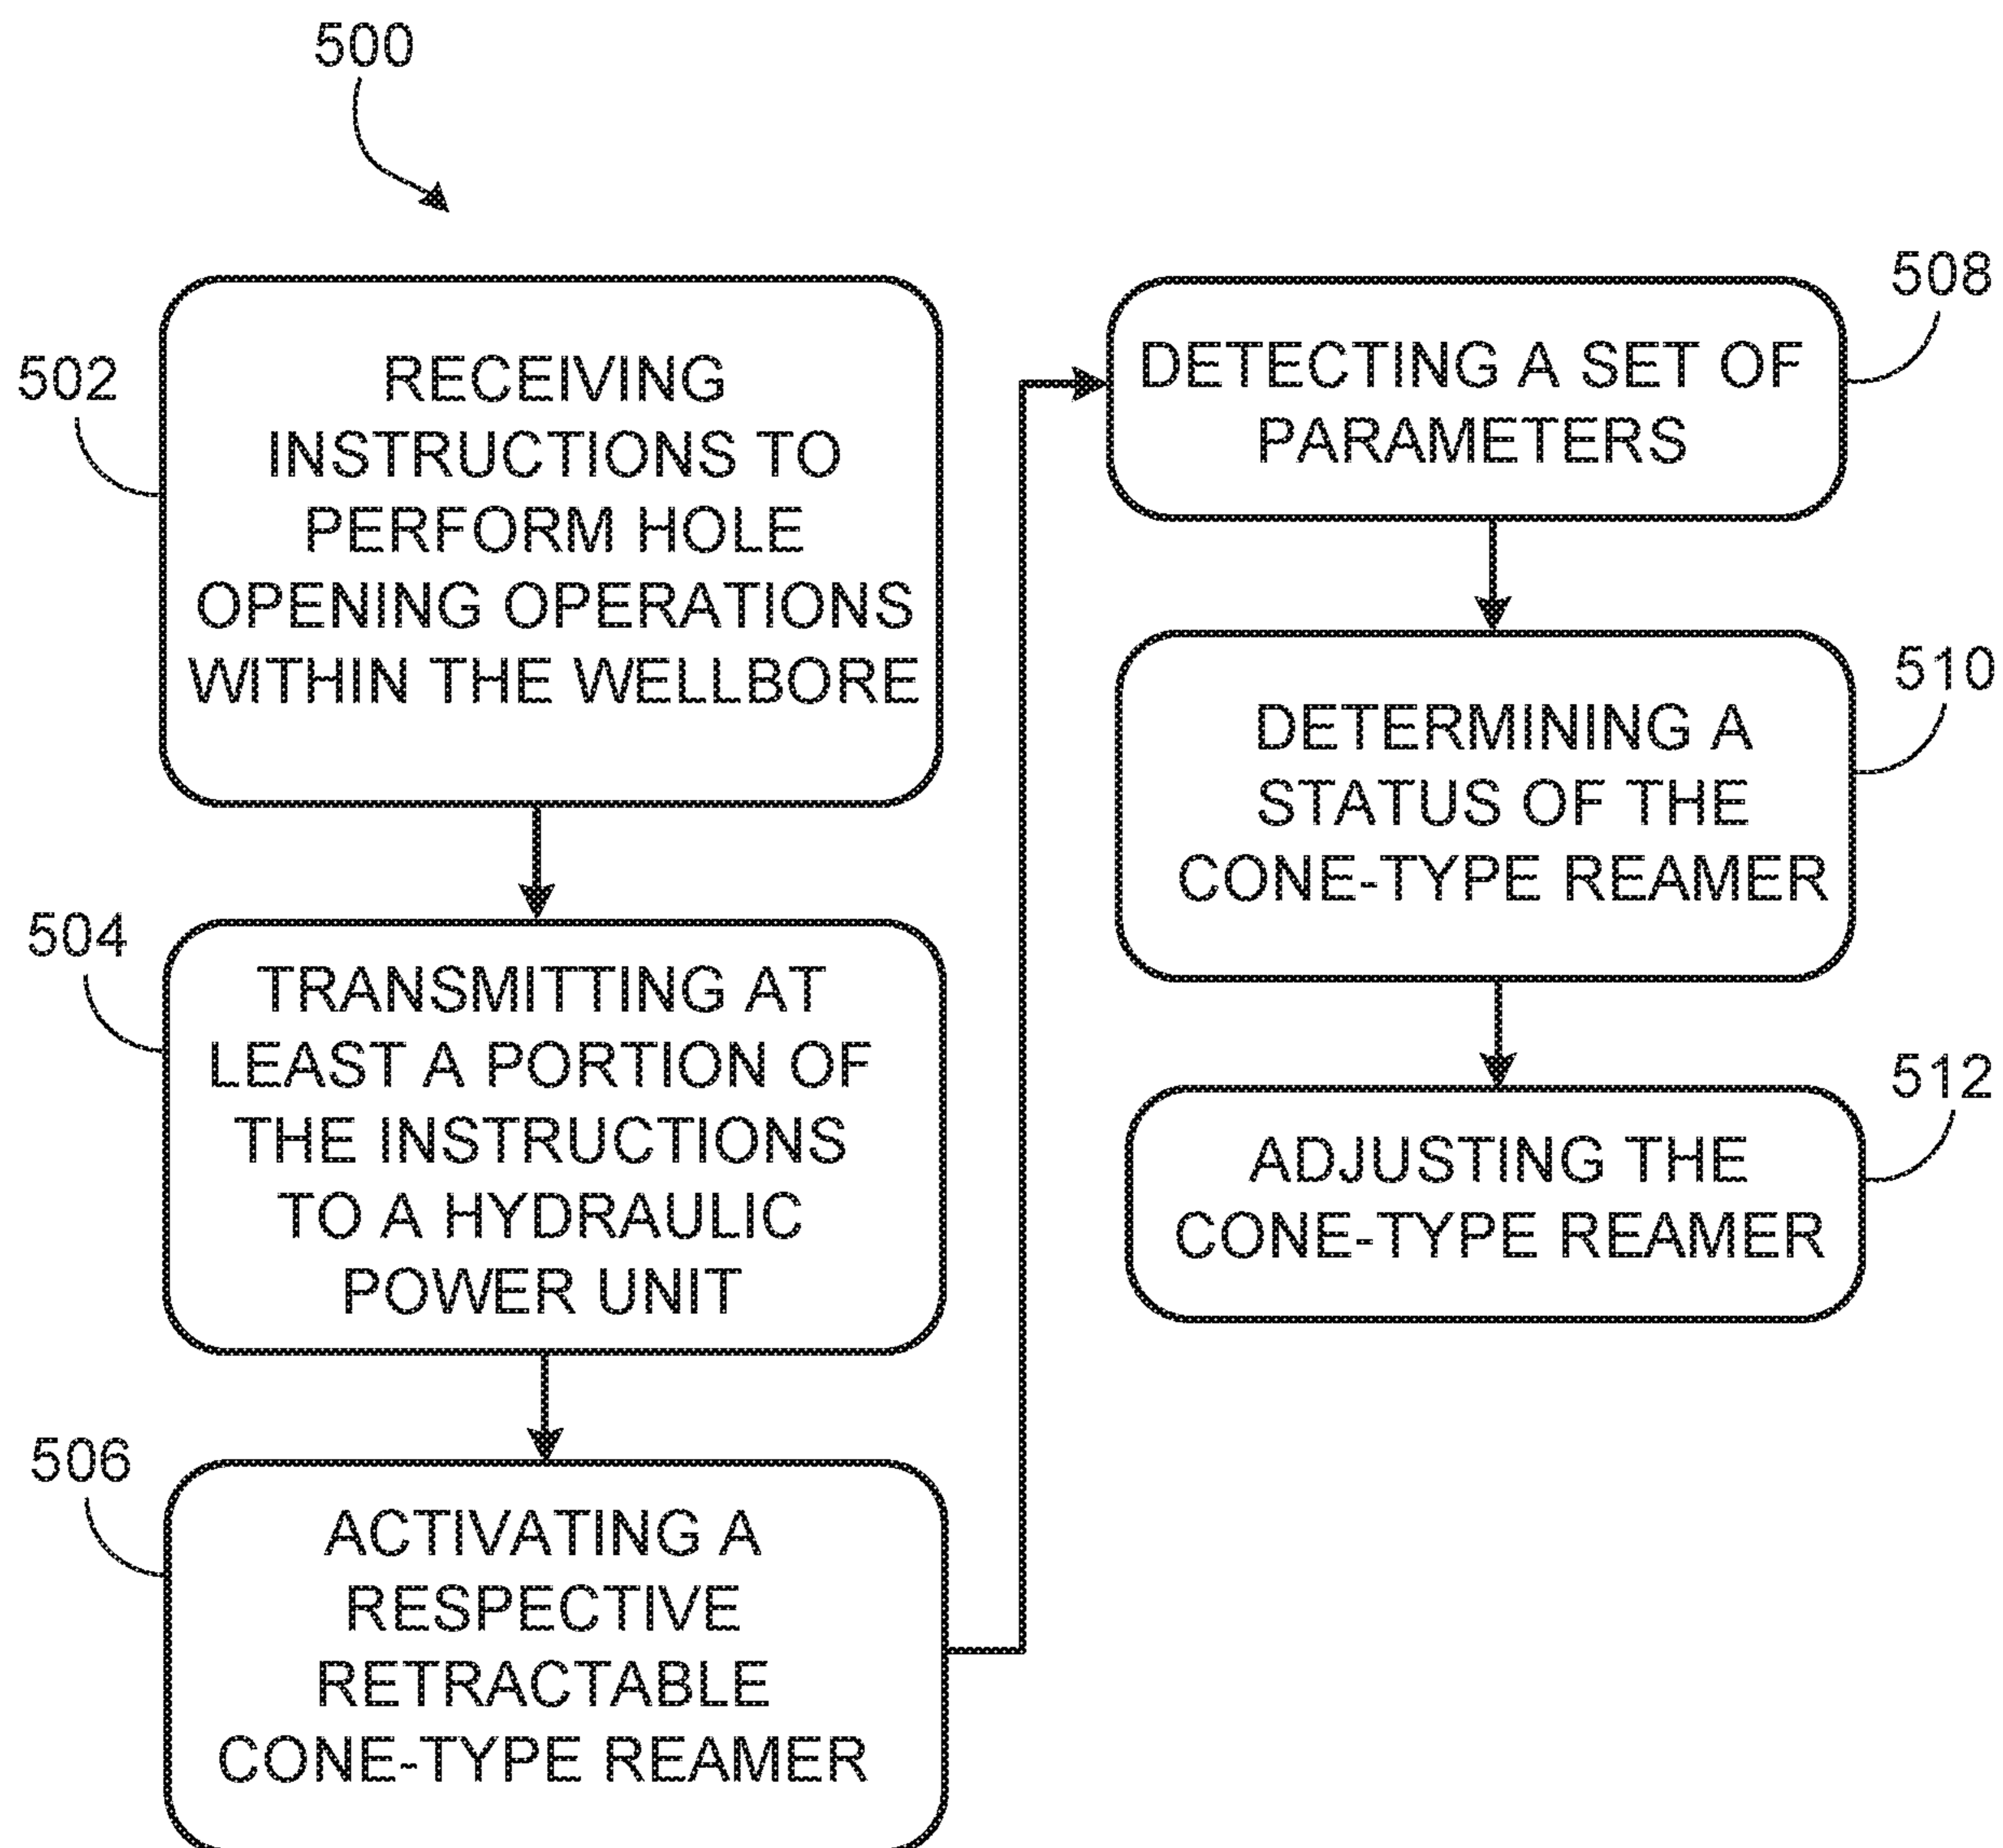 500
502
RECEIVING
INSTRUCTIONS TO
PERFORM HOLE
OPENING OPERATIONS
WITHIN THE WELLBORE
504
TRANSMITTING AT
LEAST A PORTION OF
THE INSTRUCTIONS
TO A HYDRAULIC
POWER UNIT
506
ACTIVATING A
RESPECTIVE
RETRACTABLE
CONE-TYPE REAMER
508
DETECTING A SET OF
PARAMETERS
510
DETERMINING A
STATUS OF THE
CONE-TYPE REAMER
512
ADJUSTING THE
CONE-TYPE REAMER